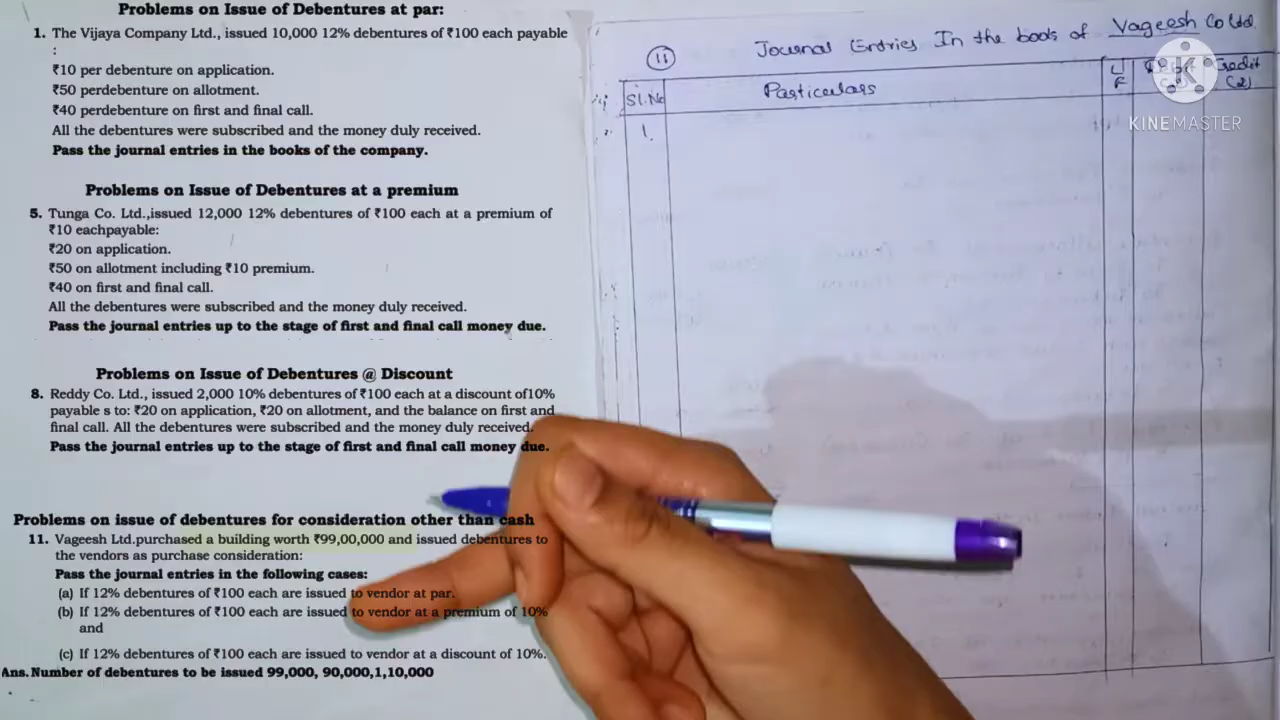 Problems on Issue of Debentures at par:
1. The Vijaya Company Ltd., issued 10,000 12% debentures of ₹100 each payable
:
₹10 per debenture on application.
₹50 perdebenture on allotment.
₹40 perdebenture on first and final call.
All the debentures were subscribed and the money duly received.
Pass the journal entries in the books of the company.
Problems on Issue of Debentures at a premium
5. Tunga Co. Ltd.,issued 12,000 12% debentures of ₹100 each at a premium of
₹10 eachpayable:
₹20 on application.
₹50 on allotment including ₹10 premium.
₹40 on first and final call.
All the debentures were subscribed and the money duly received.
Pass the journal entries up to the stage of first and final call money due.
Problems on Issue of Debentures @ Discount
8. Reddy Co. Ltd., issued 2,000 10% debentures of ₹100 each at a discount of10%
payable s to: ₹20 on application, ₹20 on allotment, and the balance on first and
final call. All the debentures were subscribed and the money duly received.
Pass the journal entries up to the stage of first and final call money due.
Problems on issue of debentures for consideration other than cash
11. Vageesh Ltd.purchased a building worth ₹99,00,000 and issued debentures to
the vendors as purchase consideration:
Pass the journal entries in the following cases:
(a) If 12% debentures of ₹100 each are issued to vendor at par.
(b) If 12% debentures of ₹100 each are issued to vendor at a premium of 10%
and
(c) If 12% debentures of ₹100 each are issued to vendor at a discount of 10%.
Ans. Number of debentures to be issued 99,000, 90,000,1,10,000
(11) Journal Entries In the books of Vageesh Co Ltd
Sl.No Particulars L F Credit (₹)
1.
KINEMASTER